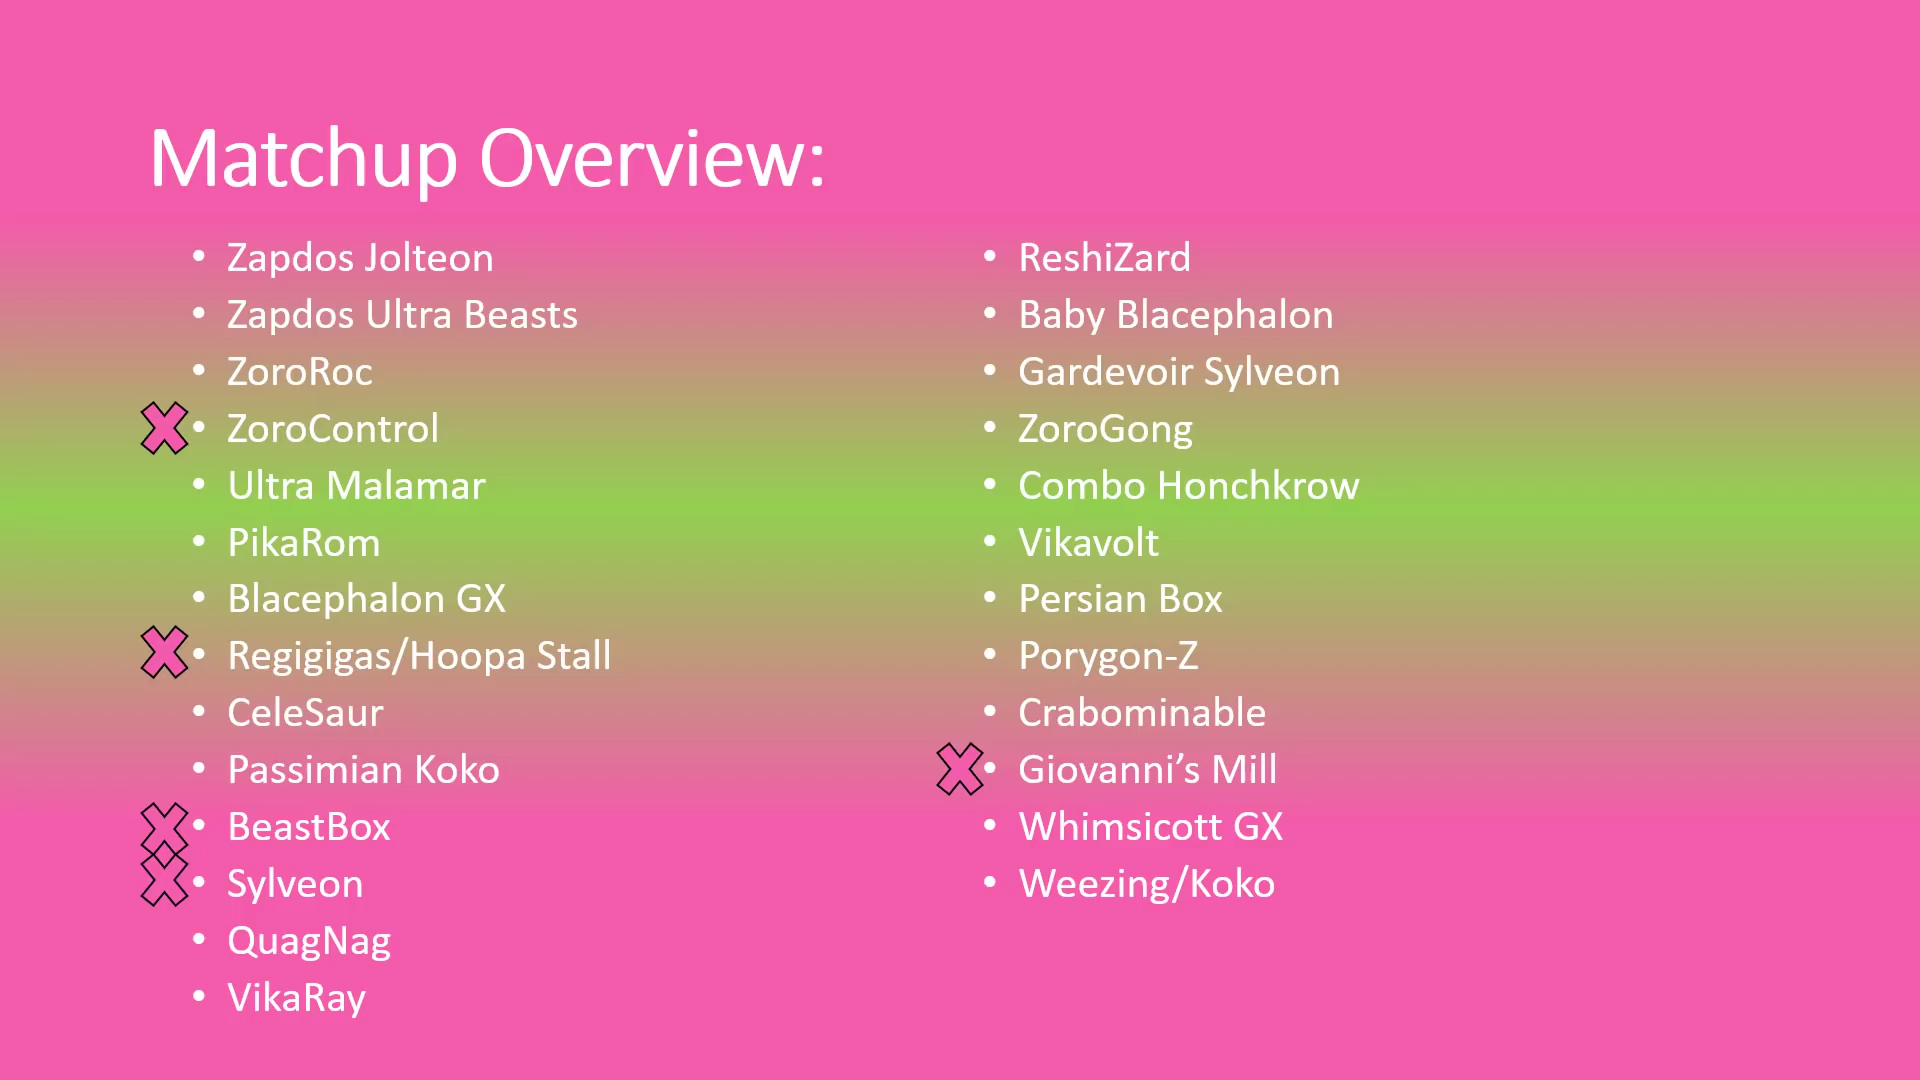 Matchup Overview:
• Zapdos Jolteon
• Zapdos Ultra Beasts
• ZoroRoc
• ZoroControl
• Ultra Malamar
• PikaRom
• Blacephalon GX
• Regigigas/Hoopa Stall
• CeleSaur
• Passimian Koko
• BeastBox
• Sylveon
• QuagNag
• VikaRay
• ReshiZard
• Baby Blacephalon
• Gardevoir Sylveon
• ZoroGong
• Combo Honchkrow
• Vikavolt
• Persian Box
• Porygon-Z
• Crabominable
• Giovanni’s Mill
• Whimsicott GX
• Weezing/Koko